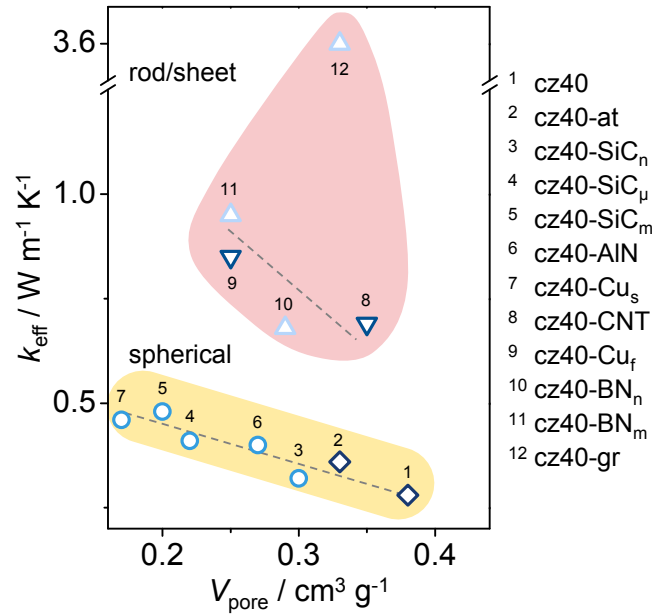 3.6
1.0
0.5
k_eff / W m⁻¹ K⁻¹
rod/sheet
12
11
9
10
8
spherical
7
5
4
6
3
2
1
0.2
0.3
0.4
V_pore / cm³ g⁻¹
1 cz40
2 cz40-at
3 cz40-SiC_n
4 cz40-SiC_μ
5 cz40-SiC_m
6 cz40-AlN
7 cz40-Cu_s
8 cz40-CNT
9 cz40-Cu_f
10 cz40-BN_n
11 cz40-BN_m
12 cz40-gr